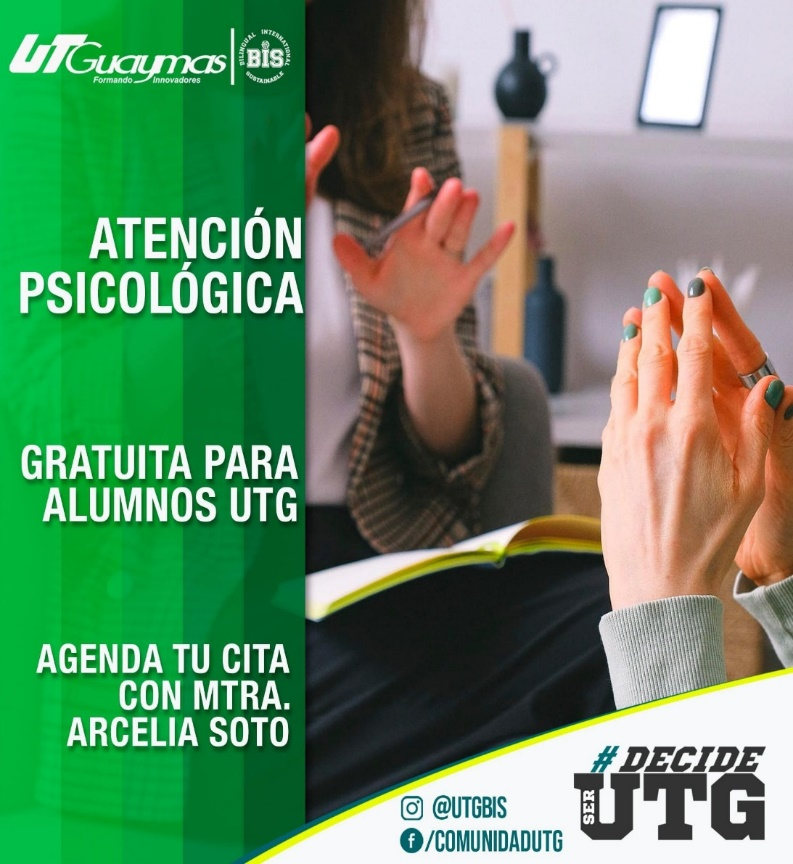 UTGuaymas
Formando Innovadores
BILINGUAL INTERNATIONAL
BIS
SUSTAINABLE
ATENCIÓN
PSICOLÓGICA
GRATUITA PARA
ALUMNOS UTG
AGENDA TU CITA
CON MTRA.
ARCELIA SOTO
#DECIDE
SER
UTG
@UTGBIS
/COMUNIDADUTG